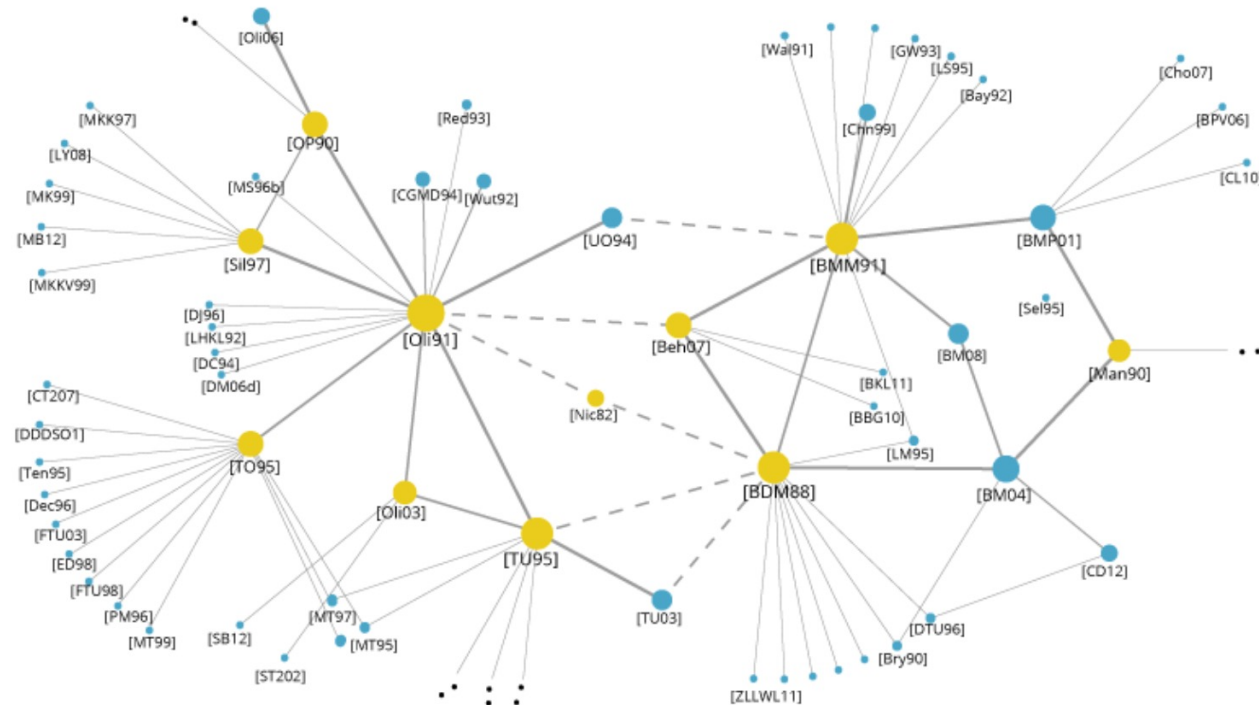 [Oli06]
[Wal91]
[GW93]
[LS95]
[Cho07]
[Bay92]
[MKK97]
[Red93]
[BPV06]
[Chn99]
[OP90]
[LY08]
[CL10
[MK99]
[MS96b]
[CGMD94]
[Wut92]
[MB12]
[UO94]
[BMP01]
[Sil97]
[BMM91]
[MKKV99]
[Sel95]
[DJ96]
[LHKL92]
[Oli91]
[Beh07]
[BM08]
[DC94]
[Man90]
[DM06d]
[BKL11]
[CT207]
[Nic82]
[BBG10]
[DDDSO1]
[LM95]
[TO95]
[Ten95]
[BDM88]
[BM04]
[Dec96]
[Oli03]
[FTU03]
[TU95]
[ED98]
[CD12]
[FTU98]
[PM96]
[MT97]
[TU03]
[DTU96]
[MT99]
[SB12]
[MT95]
[Bry90]
[ST202]
[ZLLWL11]